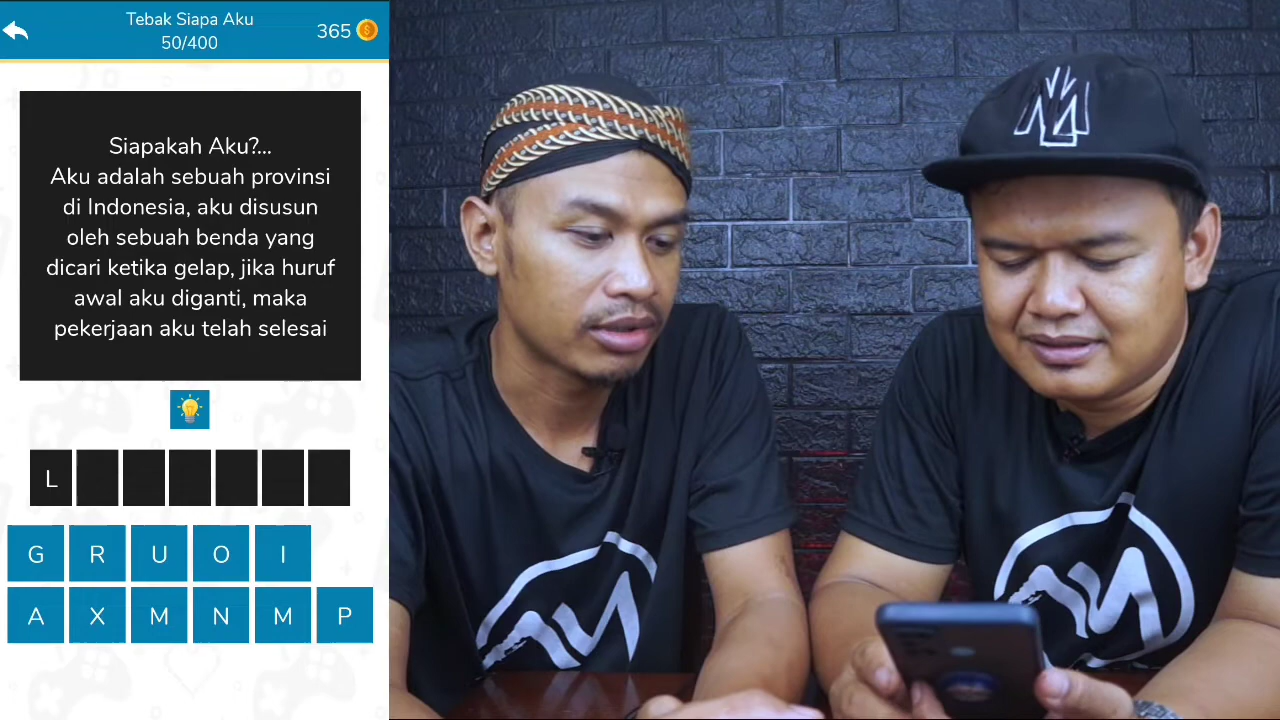 Tebak Siapa Aku
50/400
365
Siapakah Aku?...
Aku adalah sebuah provinsi
di Indonesia, aku disusun
oleh sebuah benda yang
dicari ketika gelap, jika huruf
awal aku diganti, maka
pekerjaan aku telah selesai
L
G R U O I
A X M N M P